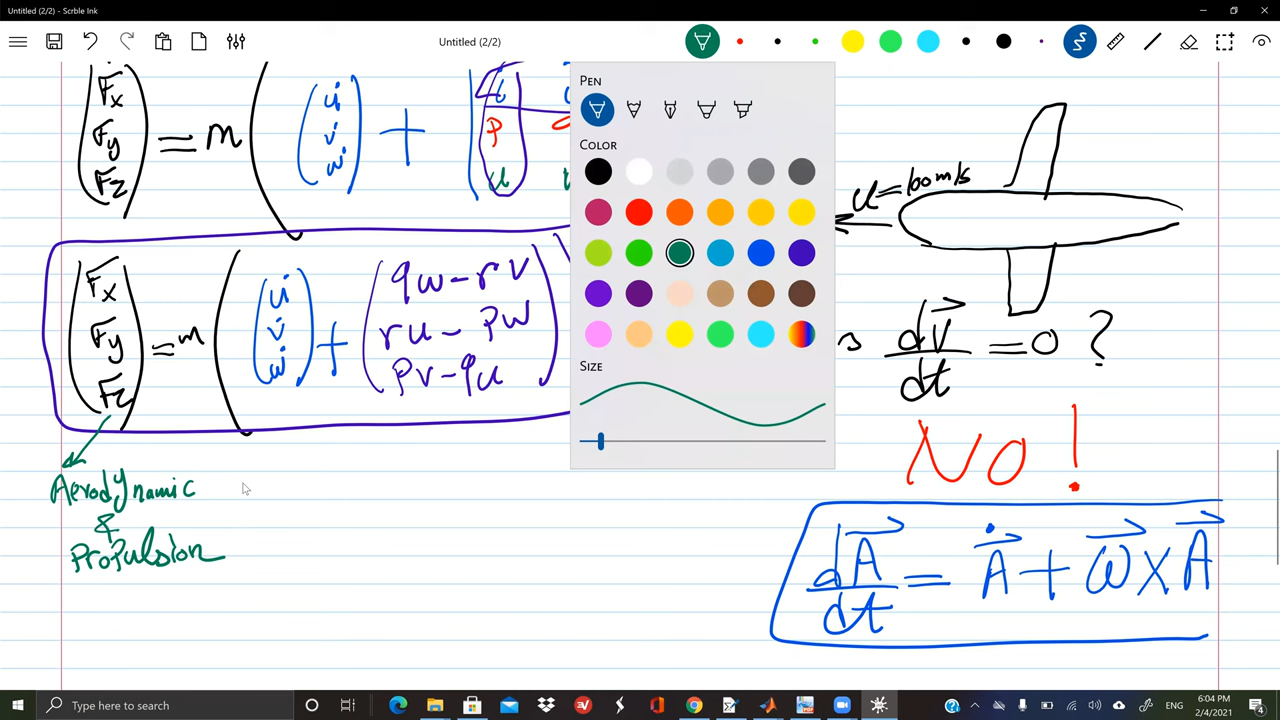 Untitled (2/2) - Scrble Ink
Untitled (2/2)
Pen
Color
Size
Fx
Fy
Fz
= m
u̇
v̇
ẇ
+
i
p
u
u = 100 m/s
Fx
Fy
Fz
= m
u̇
v̇
ẇ
+
qw - rv
ru - pw
pv - qu
dV⃗/dt = 0 ?
NO!
Aerodynamic
&
Propulsion
dA⃗/dt = Ȧ⃗ + ω⃗ × A⃗
Type here to search
6:04 PM
2/4/2021
4